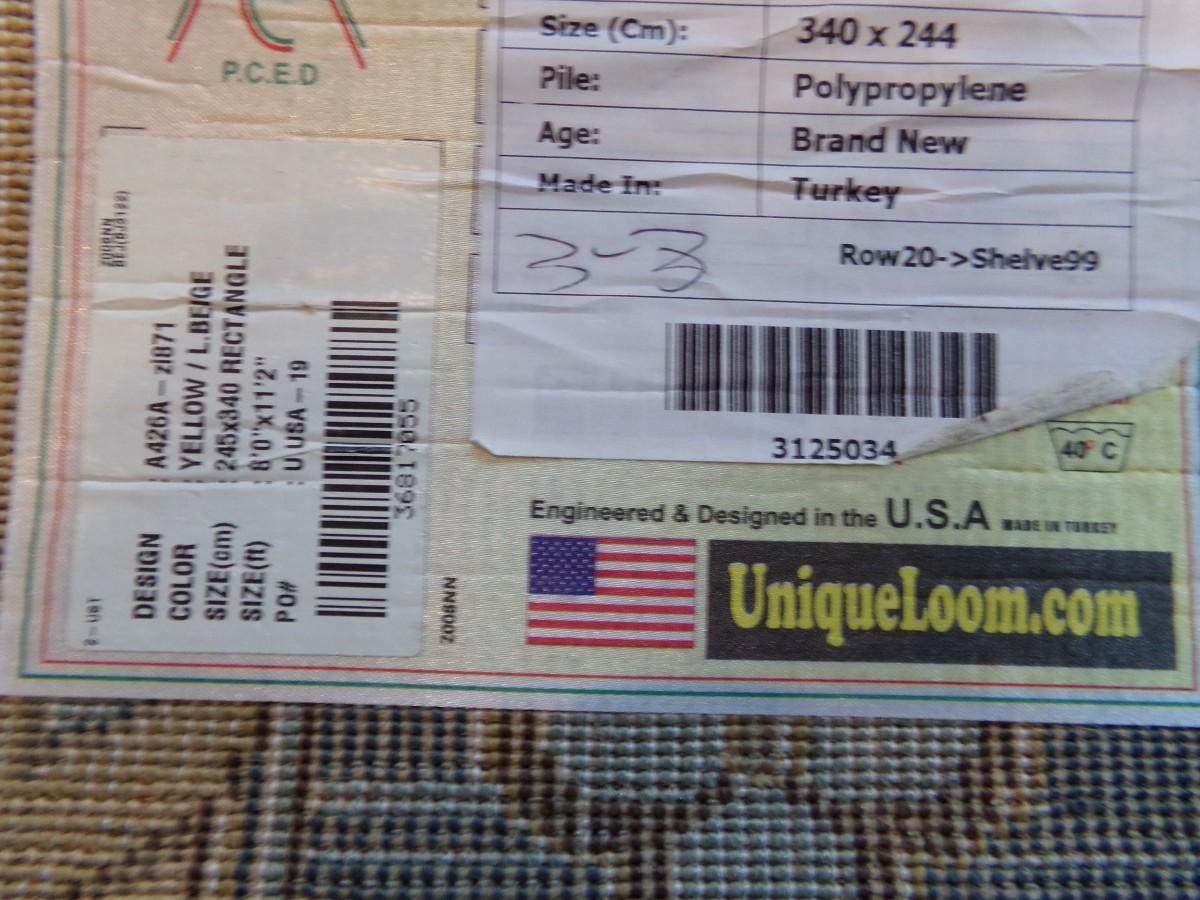 P.C.E.D
Size (Cm): 340 x 244
Pile: Polypropylene
Age: Brand New
Made In: Turkey
3-3 Row20->Shelve99
3125034
40° C
Engineered & Designed in the U.S.A MADE IN TURKEY
UniqueLoom.com
Z008NN
DESIGN : A426A - zi871
COLOR : YELLOW / L.BEIGE
SIZE(cm) : 245x340 RECTANGLE
SIZE(ft) : 8'0"x11'2"
PO# : U USA - 19
36817055
Z008NN